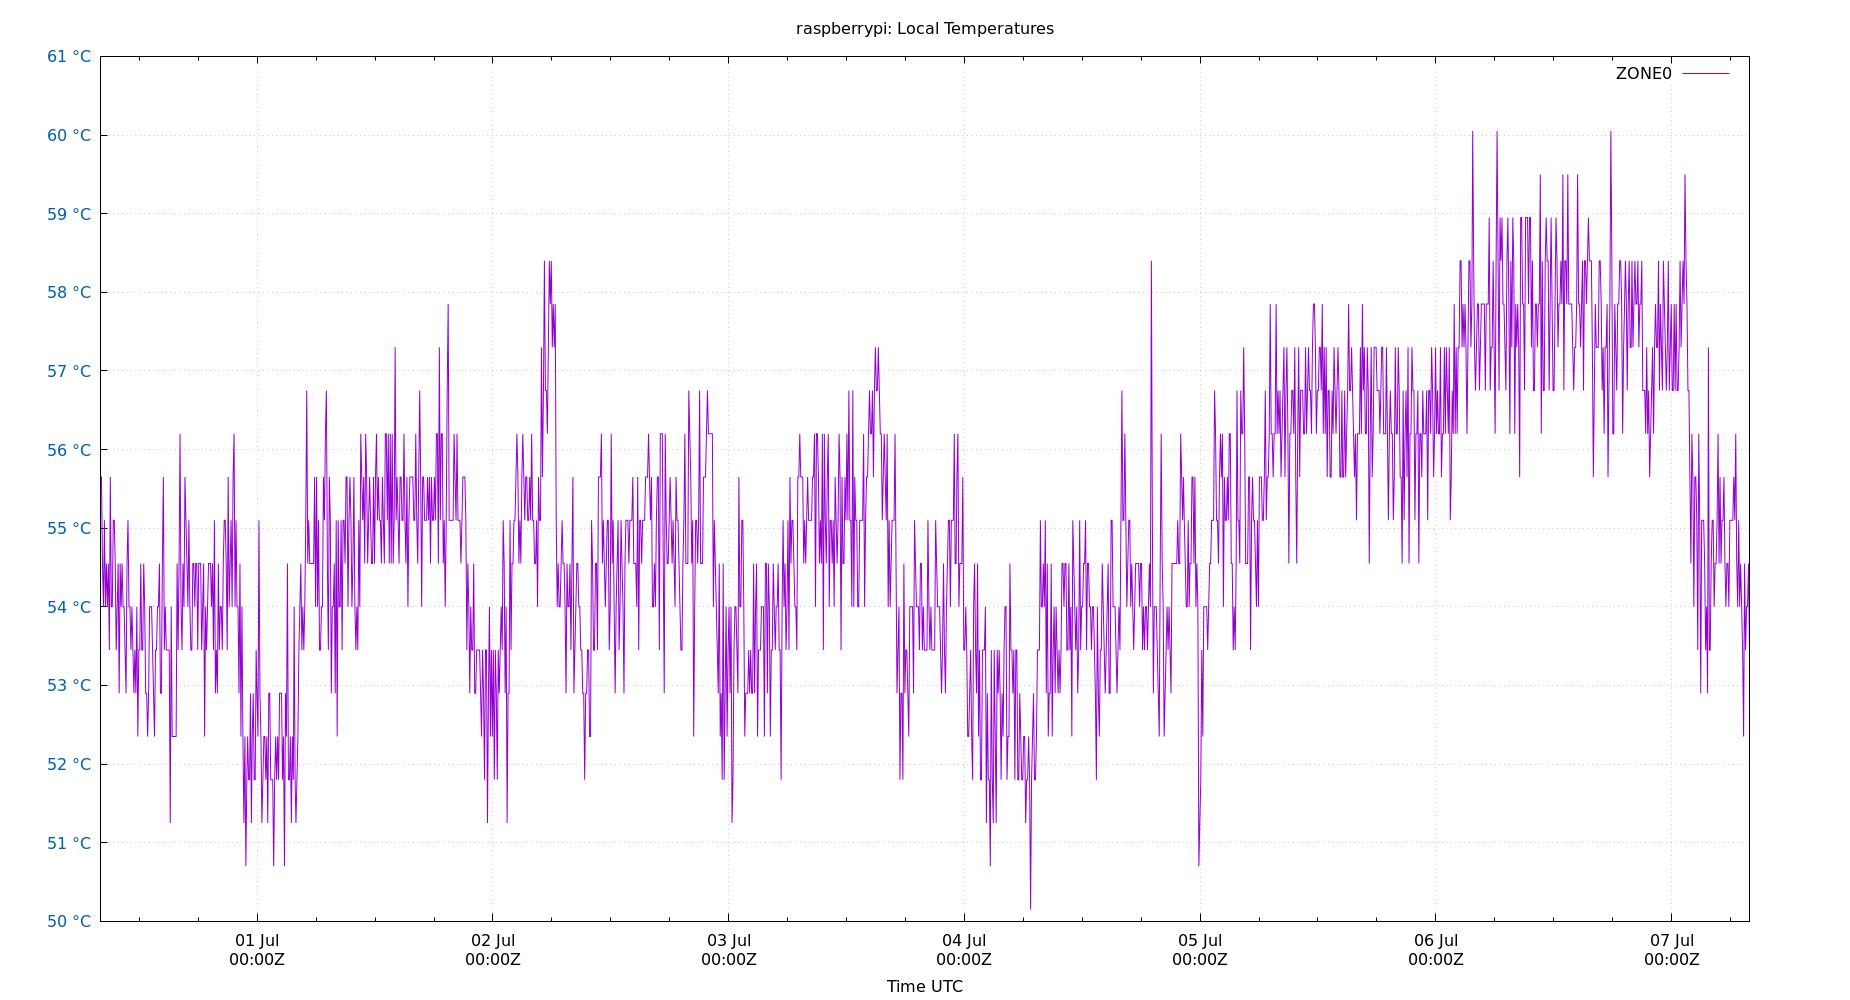 raspberrypi: Local Temperatures
61 °C
ZONE0
60 °C
59 °C
58 °C
57 °C
56 °C
55 °C
54 °C
53 °C
52 °C
51 °C
50 °C
01 Jul 02 Jul 03 Jul 04 Jul 05 Jul 06 Jul 07 Jul
00:00Z 00:00Z 00:00Z 00:00Z 00:00Z 00:00Z 00:00Z
Time UTC